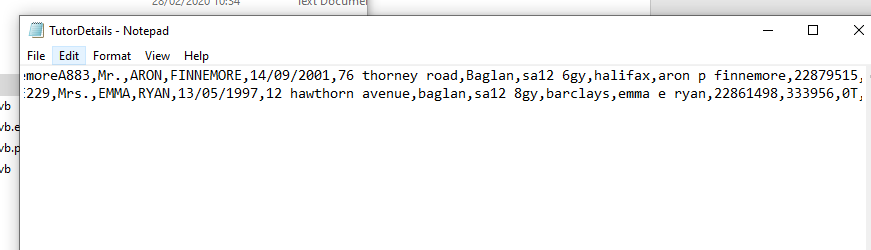 28/02/2020 10:34 Text Documer
TutorDetails - Notepad
File Edit Format View Help
emoreA883,Mr.,ARON,FINNEMORE,14/09/2001,76 thorney road,Baglan,sa12 6gy,halifax,aron p finnemore,22879515,
229,Mrs.,EMMA,RYAN,13/05/1997,12 hawthorn avenue,baglan,sa12 8gy,barclays,emma e ryan,22861498,333956,0T,
vb
vb.e
vb.p
vb